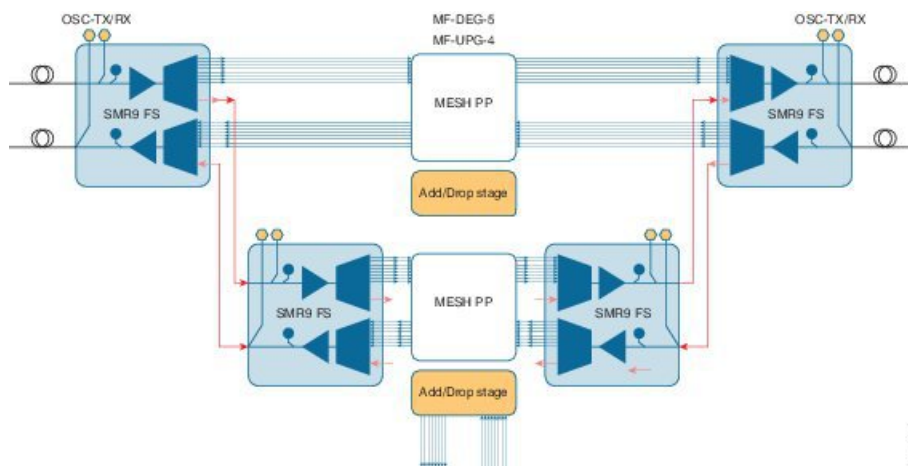 OSC-TX/RX
MF-DEG-5
OSC-TX/RX
MF-UPG-4
SMR9 FS
MESH PP
SMR9 FS
Add/Drop stage
SMR9 FS
MESH PP
SMR9 FS
Add/Drop stage